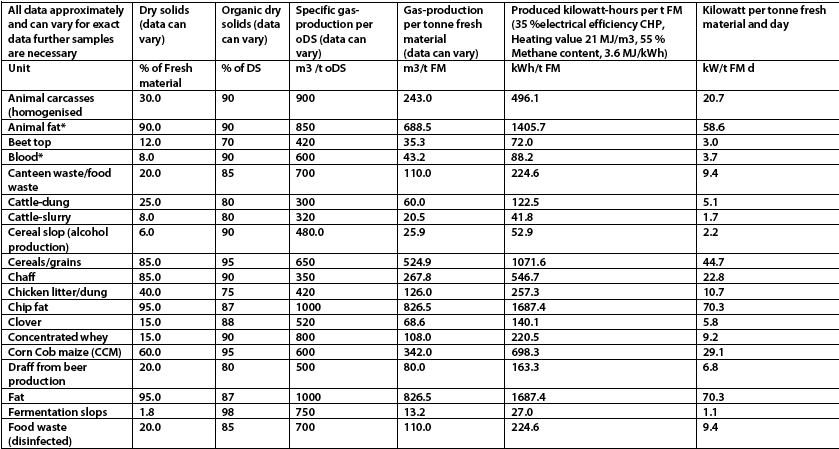 All data approximately and can vary for exact data further samples are necessary | Dry solids (data can vary) | Organic dry solids (data can vary) | Specific gas-production per oDS (data can vary) | Gas-production per tonne fresh material (data can vary) | Produced kilowatt-hours per t FM (35 %electrical efficiency CHP, Heating value 21 MJ/m3, 55 % Methane content, 3.6 MJ/kWh) | Kilowatt per tonne fresh material and day
Unit | % of Fresh material | % of DS | m3 /t oDS | m3/t FM | kWh/t FM | kW/t FM d
Animal carcasses (homogenised | 30.0 | 90 | 900 | 243.0 | 496.1 | 20.7
Animal fat* | 90.0 | 90 | 850 | 688.5 | 1405.7 | 58.6
Beet top | 12.0 | 70 | 420 | 35.3 | 72.0 | 3.0
Blood* | 8.0 | 90 | 600 | 43.2 | 88.2 | 3.7
Canteen waste/food waste | 20.0 | 85 | 700 | 110.0 | 224.6 | 9.4
Cattle-dung | 25.0 | 80 | 300 | 60.0 | 122.5 | 5.1
Cattle-slurry | 8.0 | 80 | 320 | 20.5 | 41.8 | 1.7
Cereal slop (alcohol production) | 6.0 | 90 | 480.0 | 25.9 | 52.9 | 2.2
Cereals/grains | 85.0 | 95 | 650 | 524.9 | 1071.6 | 44.7
Chaff | 85.0 | 90 | 350 | 267.8 | 546.7 | 22.8
Chicken litter/dung | 40.0 | 75 | 420 | 126.0 | 257.3 | 10.7
Chip fat | 95.0 | 87 | 1000 | 826.5 | 1687.4 | 70.3
Clover | 15.0 | 88 | 520 | 68.6 | 140.1 | 5.8
Concentrated whey | 15.0 | 90 | 800 | 108.0 | 220.5 | 9.2
Corn Cob maize (CCM) | 60.0 | 95 | 600 | 342.0 | 698.3 | 29.1
Draff from beer production | 20.0 | 80 | 500 | 80.0 | 163.3 | 6.8
Fat | 95.0 | 87 | 1000 | 826.5 | 1687.4 | 70.3
Fermentation slops | 1.8 | 98 | 750 | 13.2 | 27.0 | 1.1
Food waste (disinfected) | 20.0 | 85 | 700 | 110.0 | 224.6 | 9.4